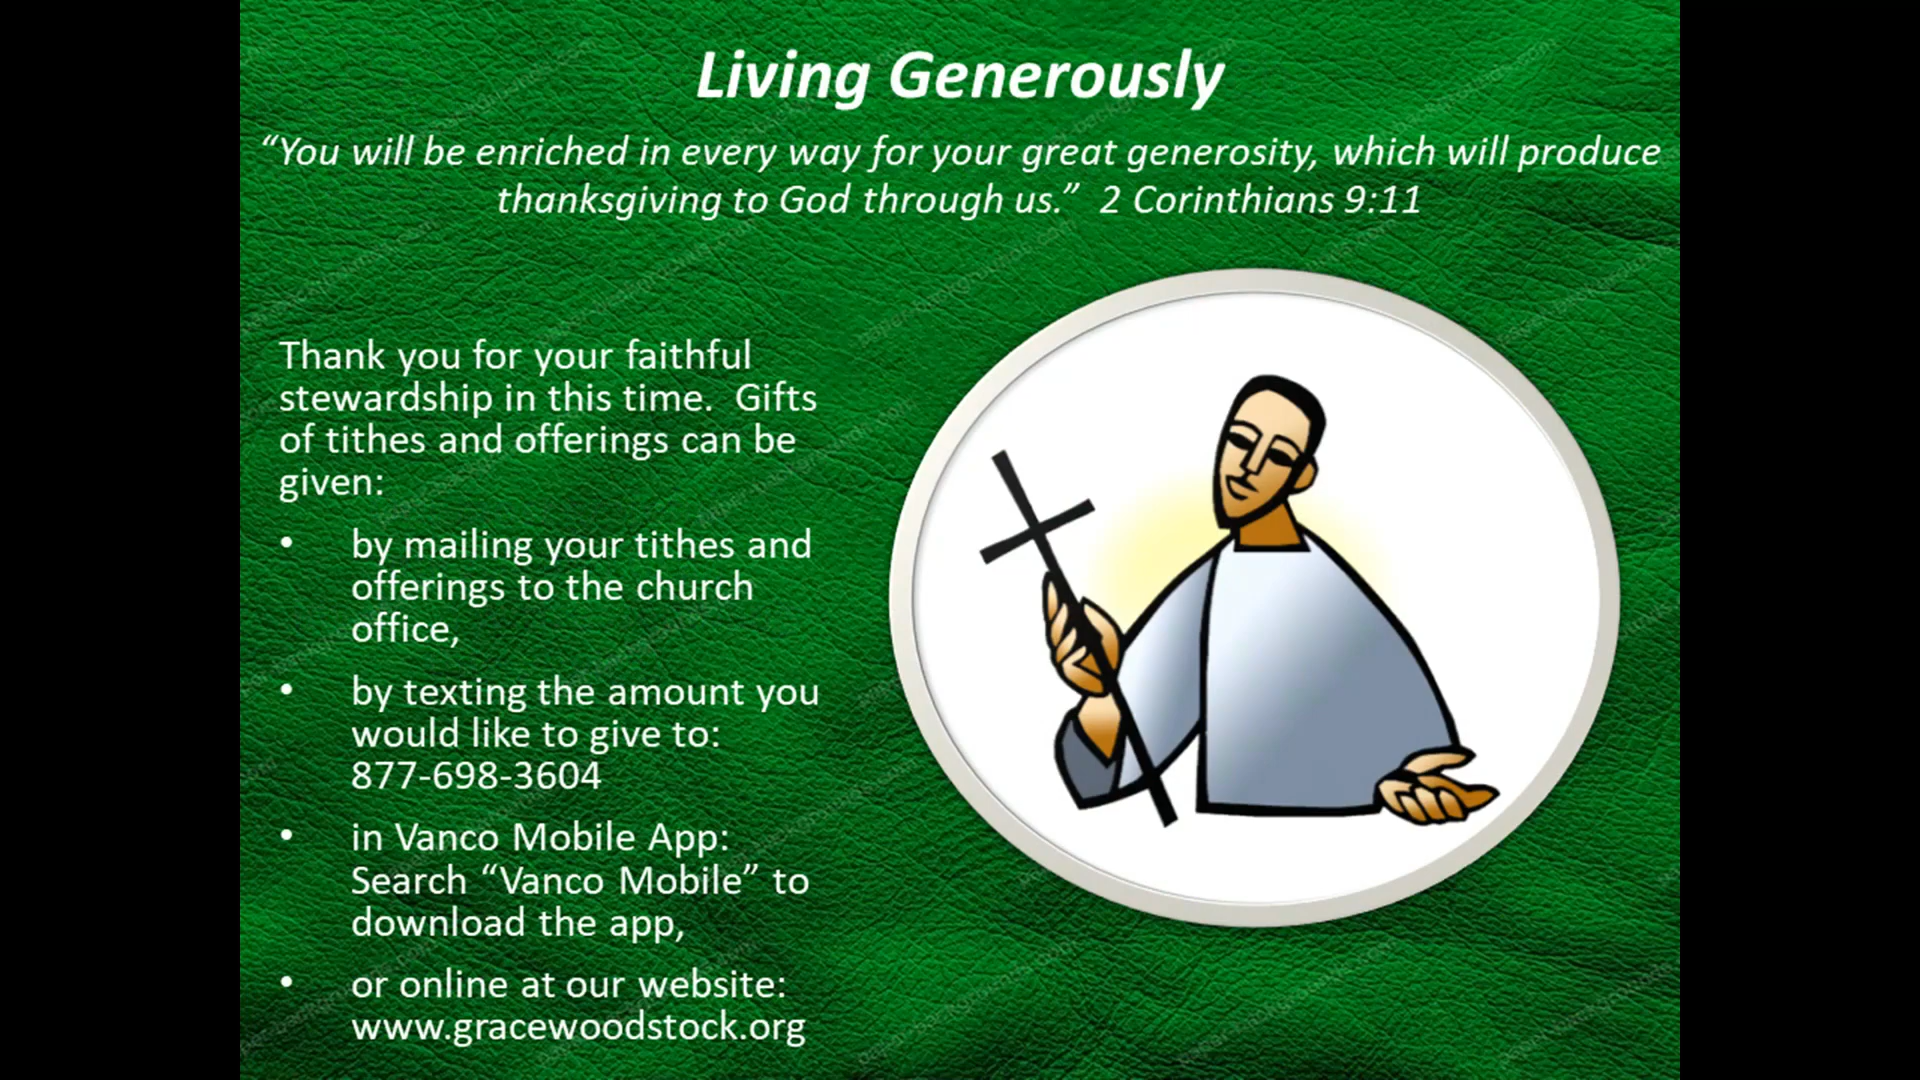 Living Generously
“You will be enriched in every way for your great generosity, which will produce
thanksgiving to God through us.”  2 Corinthians 9:11
Thank you for your faithful
stewardship in this time.  Gifts
of tithes and offerings can be
given:
• by mailing your tithes and
offerings to the church
office,
• by texting the amount you
would like to give to:
877-698-3604
• in Vanco Mobile App:
Search “Vanco Mobile” to
download the app,
• or online at our website:
www.gracewoodstock.org